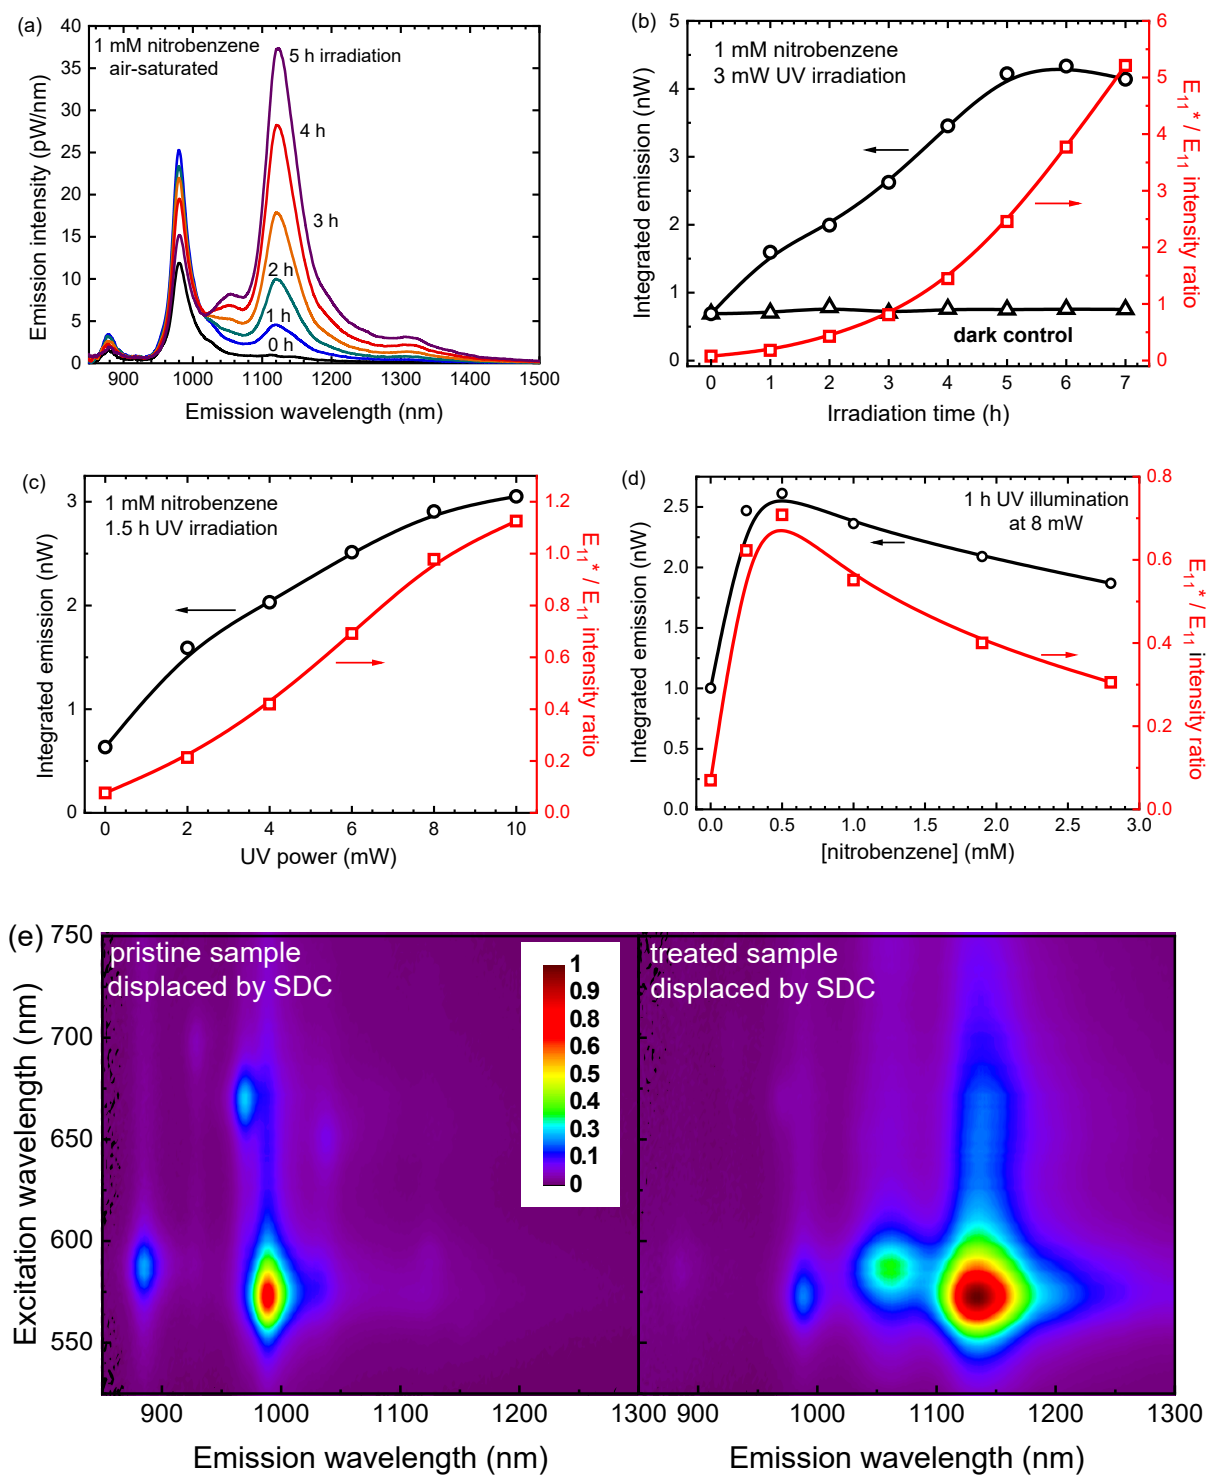 (a)
1 mM nitrobenzene
air-saturated
5 h irradiation
4 h
3 h
2 h
1 h
0 h
40
35
30
25
20
15
10
5
0
Emission intensity (pW/nm)
900 1000 1100 1200 1300 1400 1500
Emission wavelength (nm)
(b)
1 mM nitrobenzene
3 mW UV irradiation
dark control
5
4
3
2
1
0
Integrated emission (nW)
6
5
4
3
2
1
0
E11* / E11 intensity ratio
0 1 2 3 4 5 6 7
Irradiation time (h)
(c)
1 mM nitrobenzene
1.5 h UV irradiation
3
2
1
0
Integrated emission (nW)
1.2
1.0
0.8
0.6
0.4
0.2
0.0
E11* / E11 intensity ratio
0 2 4 6 8 10
UV power (mW)
(d)
1 h UV illumination
at 8 mW
2.5
2.0
1.5
1.0
0.5
0.0
Integrated emission (nW)
0.8
0.6
0.4
0.2
0.0
E11* / E11 intensity ratio
0.0 0.5 1.0 1.5 2.0 2.5 3.0
[nitrobenzene] (mM)
(e)
pristine sample
displaced by SDC
treated sample
displaced by SDC
1
0.9
0.8
0.6
0.5
0.4
0.3
0.1
0
750
700
650
600
550
Excitation wavelength (nm)
900 1000 1100 1200 1300 900 1000 1100 1200 1300
Emission wavelength (nm) Emission wavelength (nm)